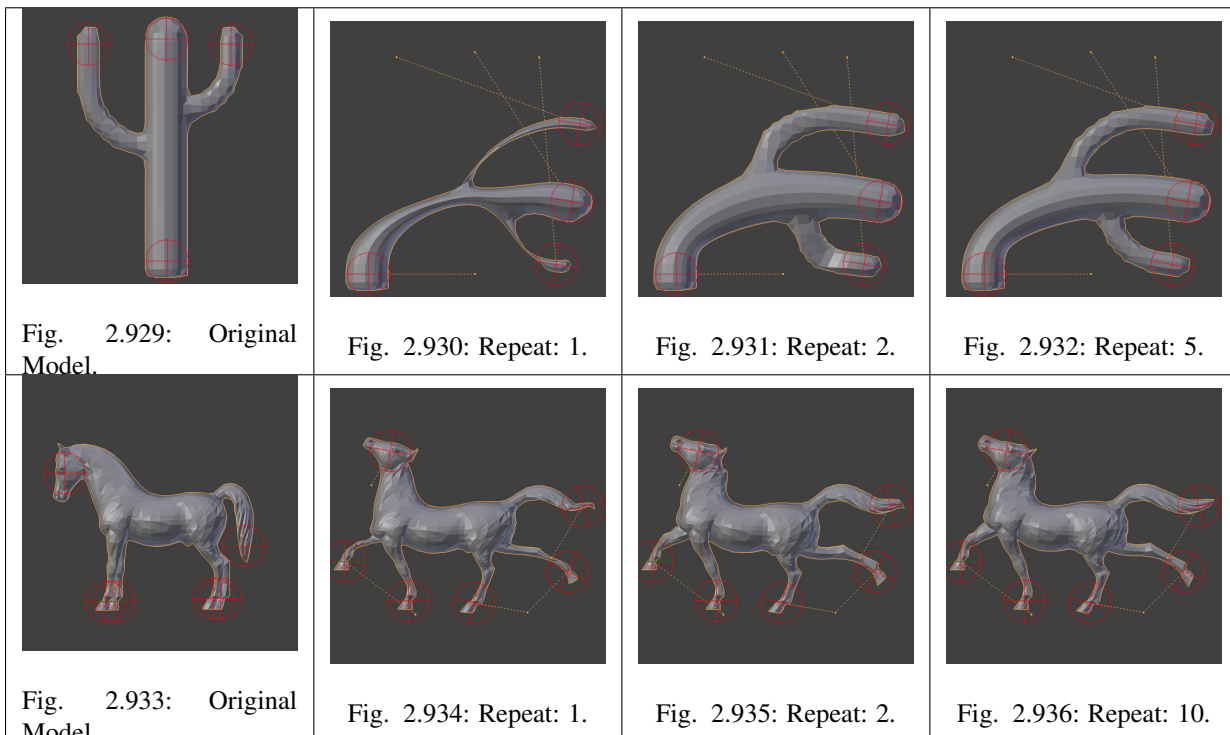 Fig. 2.929: Original
Model.
Fig. 2.930: Repeat: 1.
Fig. 2.931: Repeat: 2.
Fig. 2.932: Repeat: 5.
Fig. 2.933: Original
Model.
Fig. 2.934: Repeat: 1.
Fig. 2.935: Repeat: 2.
Fig. 2.936: Repeat: 10.